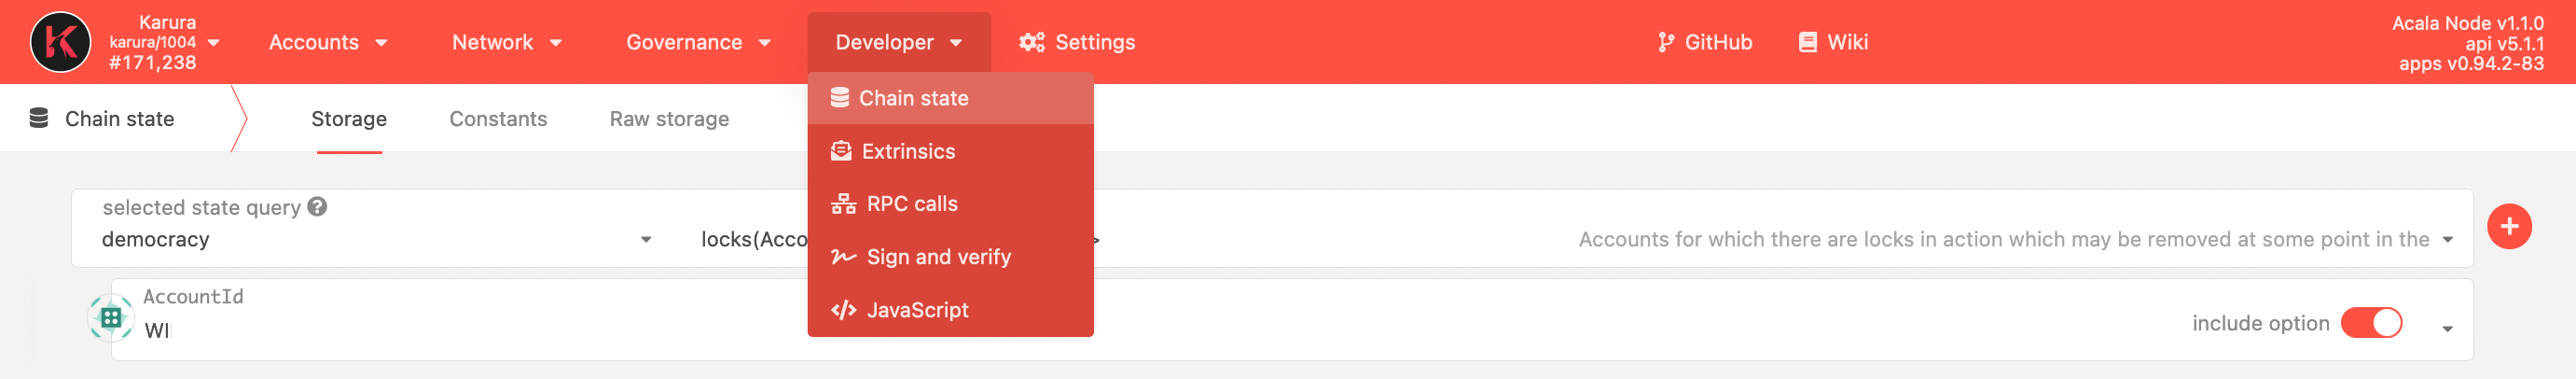 Karura
karura/1004
#171,238
Accounts
Network
Governance
Developer
Settings
GitHub
Wiki
Acala Node v1.1.0
api v5.1.1
apps v0.94.2-83
Chain state
Storage
Constants
Raw storage
Chain state
Extrinsics
RPC calls
Sign and verify
JavaScript
selected state query
democracy
locks(Acco
Accounts for which there are locks in action which may be removed at some point in the
AccountId
WI
include option